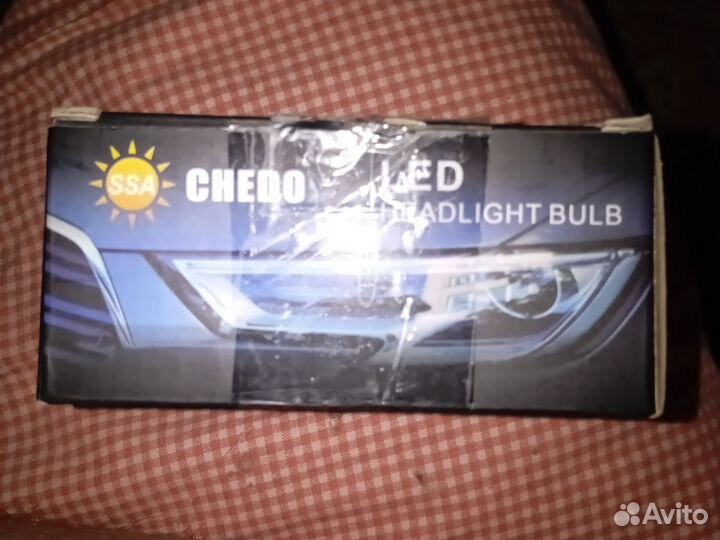 SSA CHEDO LED
HEADLIGHT BULB
Avito